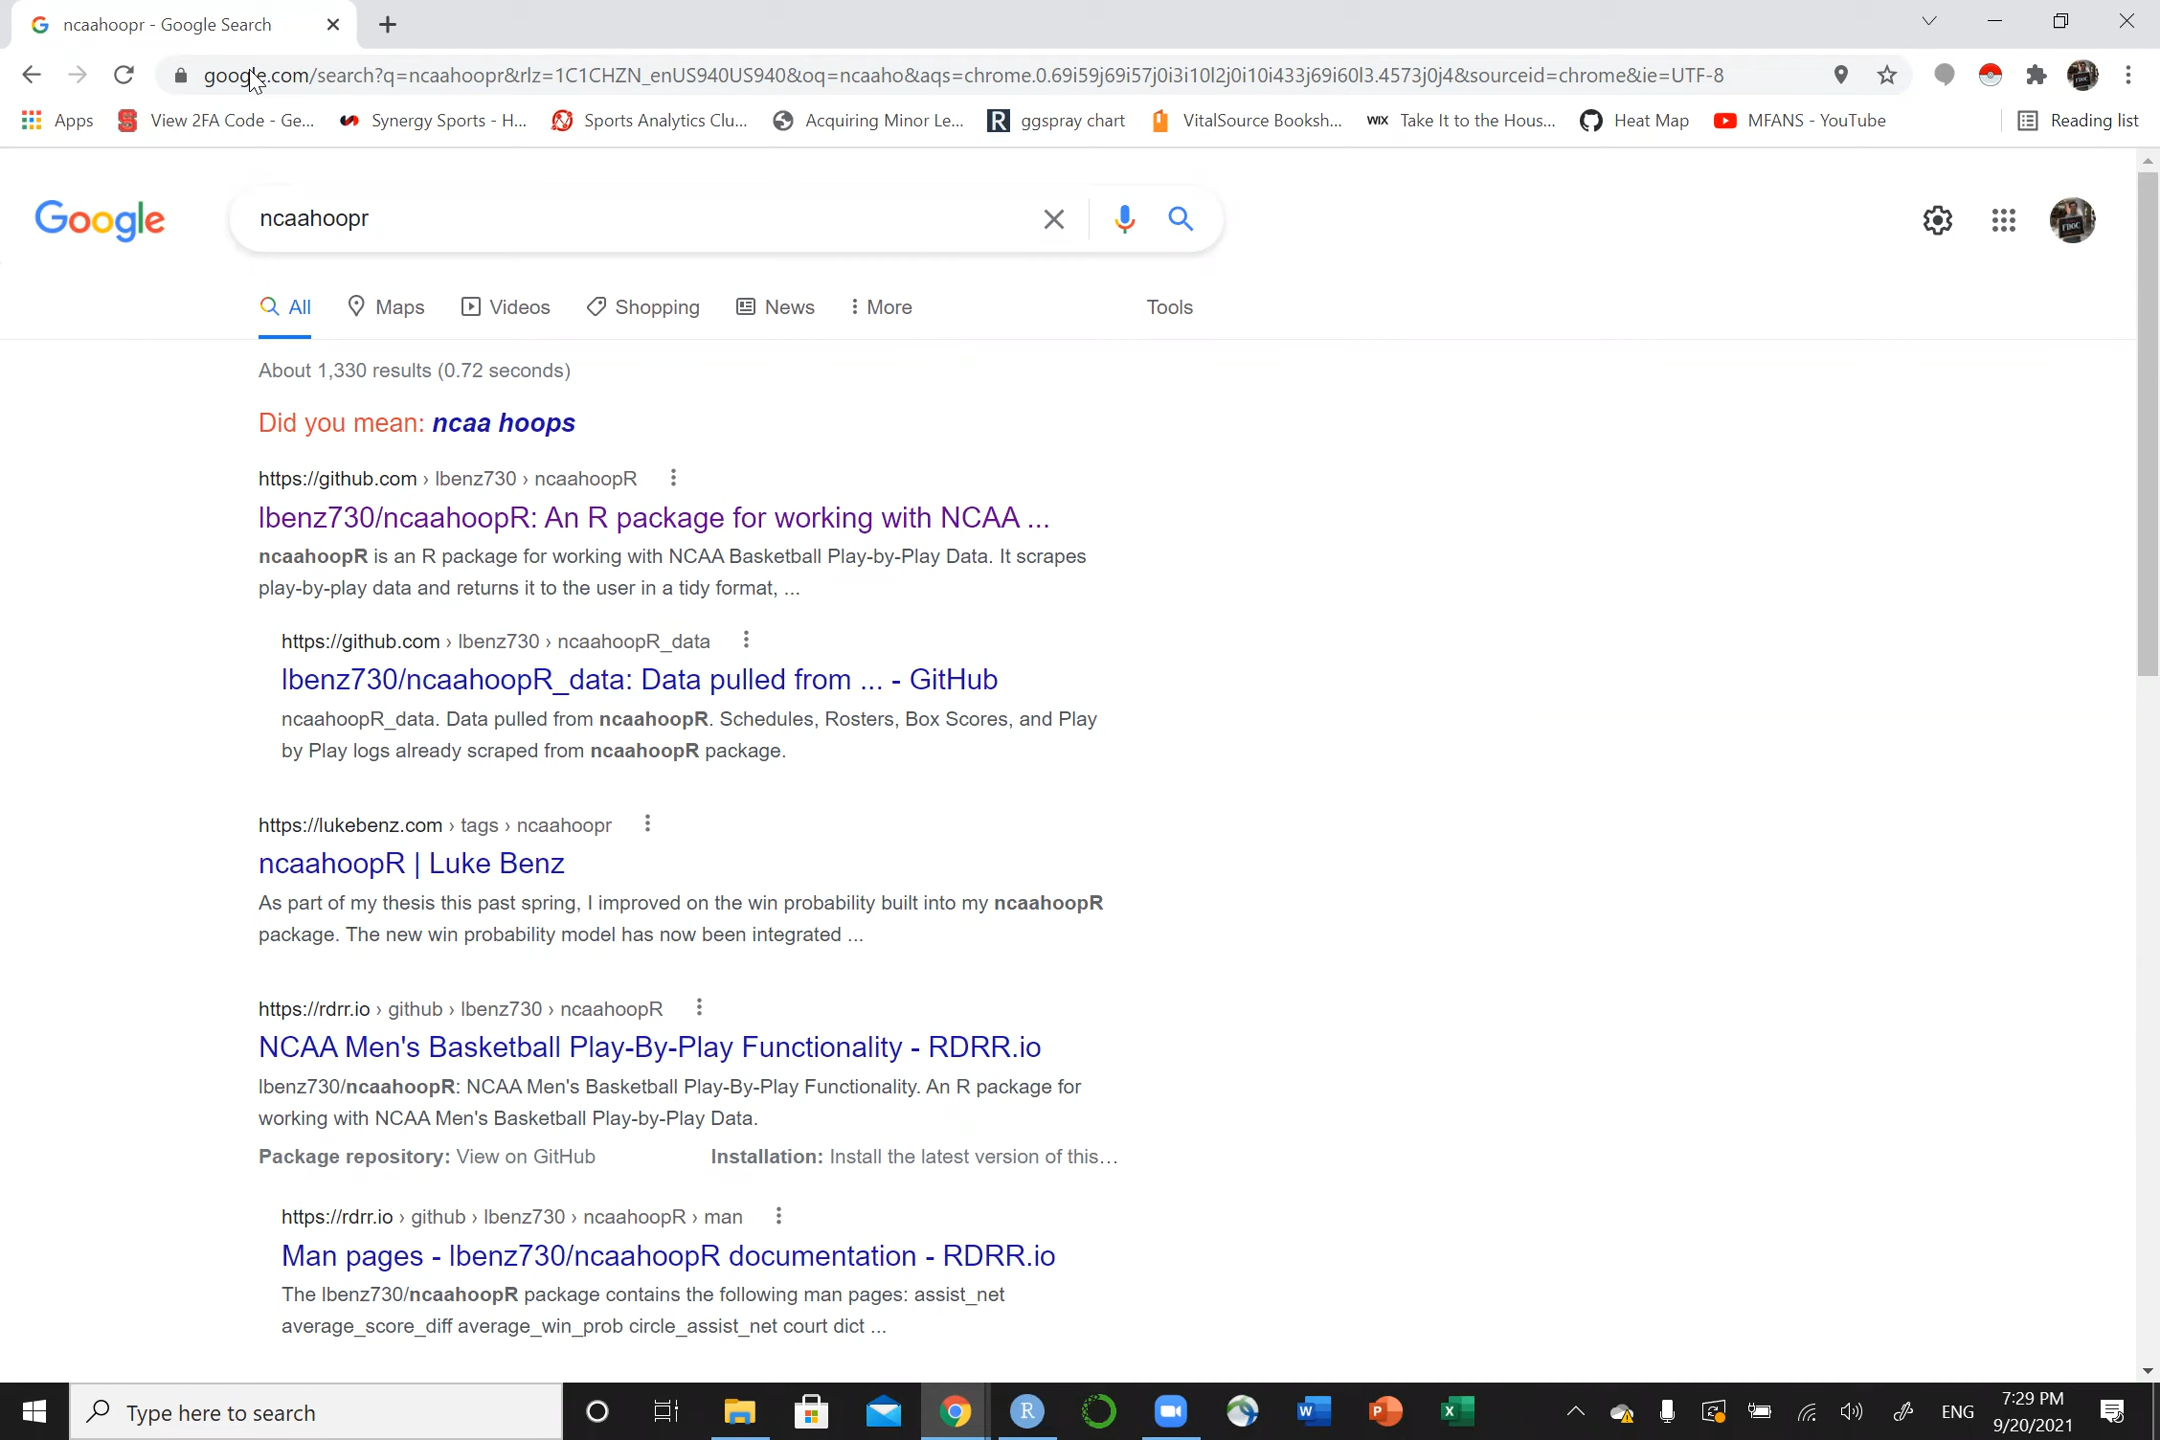 ncaahoopr - Google Search
google.com/search?q=ncaahoopr&rlz=1C1CHZN_enUS940US940&oq=ncaaho&aqs=chrome.0.69i59j69i57j0i3i10l2j0i10i433j69i60l3.4573j0j4&sourceid=chrome&ie=UTF-8
Apps View 2FA Code - Ge... Synergy Sports - H... Sports Analytics Clu... Acquiring Minor Le... R ggspray chart VitalSource Booksh... WIX Take It to the Hous... Heat Map MFANS - YouTube Reading list
Google ncaahoopr
All Maps Videos Shopping News More Tools
About 1,330 results (0.72 seconds)
Did you mean: ncaa hoops
https://github.com › lbenz730 › ncaahoopR
lbenz730/ncaahoopR: An R package for working with NCAA ...
ncaahoopR is an R package for working with NCAA Basketball Play-by-Play Data. It scrapes
play-by-play data and returns it to the user in a tidy format, ...
https://github.com › lbenz730 › ncaahoopR_data
lbenz730/ncaahoopR_data: Data pulled from ... - GitHub
ncaahoopR_data. Data pulled from ncaahoopR. Schedules, Rosters, Box Scores, and Play
by Play logs already scraped from ncaahoopR package.
https://lukebenz.com › tags › ncaahoopr
ncaahoopR | Luke Benz
As part of my thesis this past spring, I improved on the win probability built into my ncaahoopR
package. The new win probability model has now been integrated ...
https://rdrr.io › github › lbenz730 › ncaahoopR
NCAA Men's Basketball Play-By-Play Functionality - RDRR.io
lbenz730/ncaahoopR: NCAA Men's Basketball Play-By-Play Functionality. An R package for
working with NCAA Men's Basketball Play-by-Play Data.
Package repository: View on GitHub Installation: Install the latest version of this...
https://rdrr.io › github › lbenz730 › ncaahoopR › man
Man pages - lbenz730/ncaahoopR documentation - RDRR.io
The lbenz730/ncaahoopR package contains the following man pages: assist_net
average_score_diff average_win_prob circle_assist_net court dict ...
Type here to search R W P X ENG 7:29 PM
9/20/2021